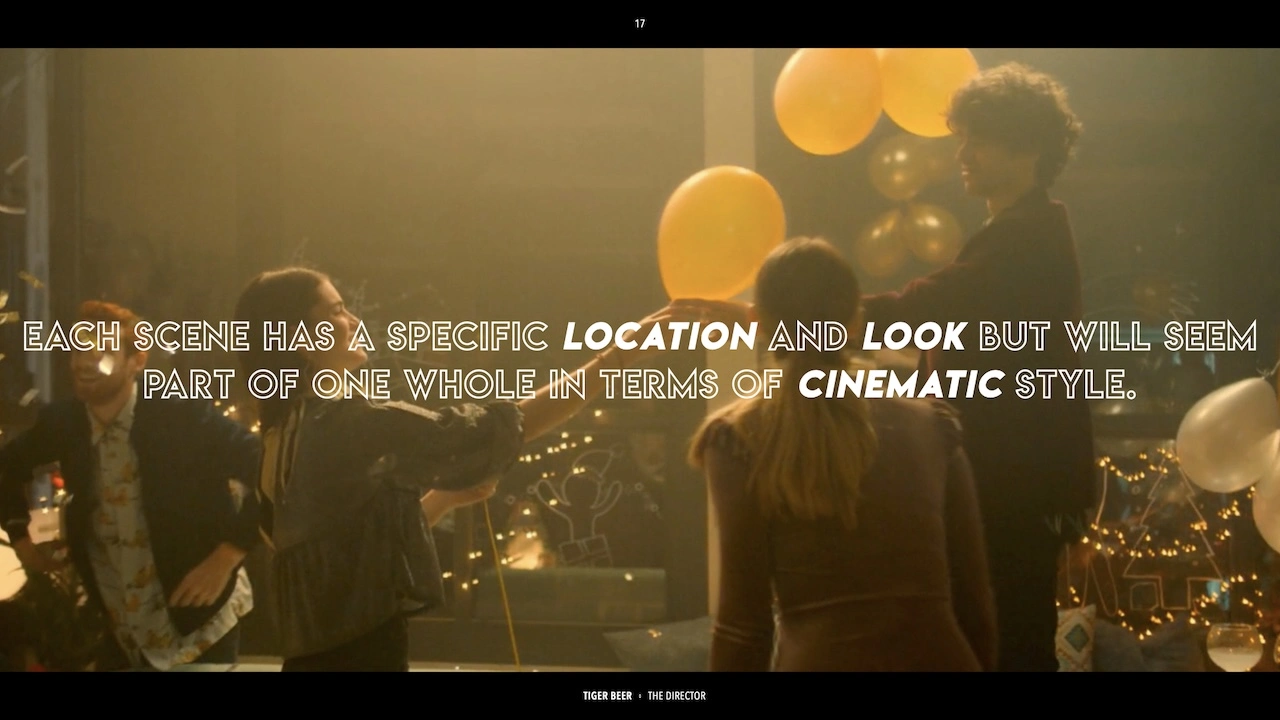 17
EACH SCENE HAS A SPECIFIC LOCATION AND LOOK BUT WILL SEEM
PART OF ONE WHOLE IN TERMS OF CINEMATIC STYLE.
TIGER BEER ı THE DIRECTOR